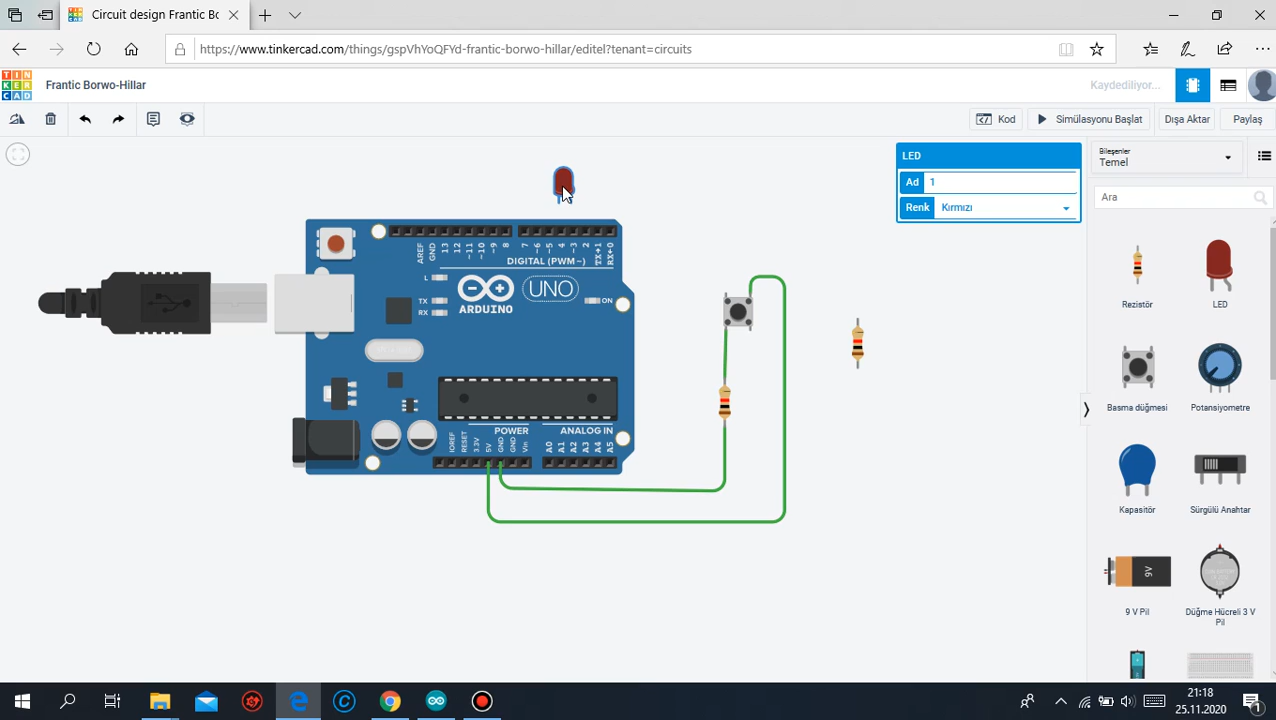 Circuit design Frantic Bo
https://www.tinkercad.com/things/gspVhYoQFYd-frantic-borwo-hillar/editel?tenant=circuits
TIN
KER
CAD
Frantic Borwo-Hillar
Kaydediliyor...
Kod
Simülasyonu Başlat
Dışa Aktar
Paylaş
LED
Ad 1
Renk Kırmızı
Bileşenler
Temel
Ara
Rezistör
LED
Basma düğmesi
Potansiyometre
Kapasitör
Sürgülü Anahtar
9V
9 V Pil
Düğme Hücreli 3 V
Pil
AREF
GND
13
12
~11
~10
~9
8
7
~6
~5
4
~3
2
TX→1
RX←0
DIGITAL (PWM~)
L
TX
RX
UNO
ARDUINO
ON
POWER
ANALOG IN
IOREF
RESET
3.3V
5V
GND
GND
Vin
A0
A1
A2
A3
A4
A5
21:18
25.11.2020
1